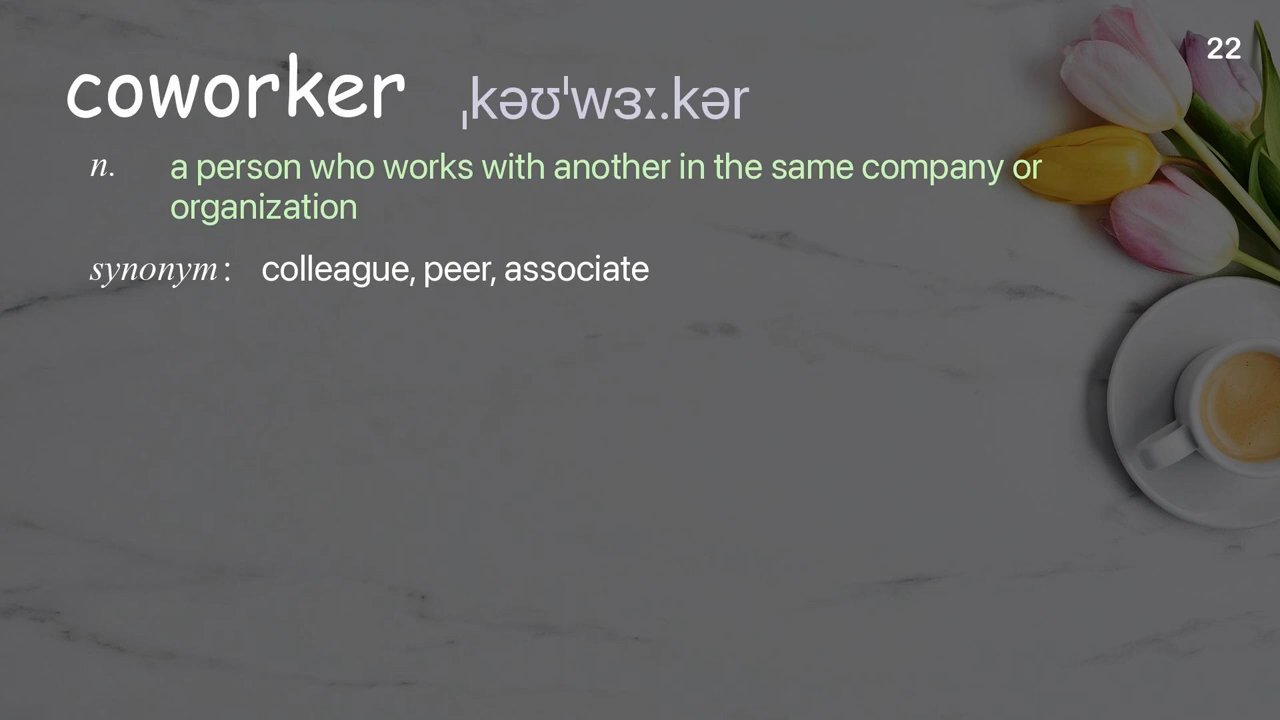 22
coworker ˌkəʊˈwɜː.kər
n. a person who works with another in the same company or
organization
synonym: colleague, peer, associate